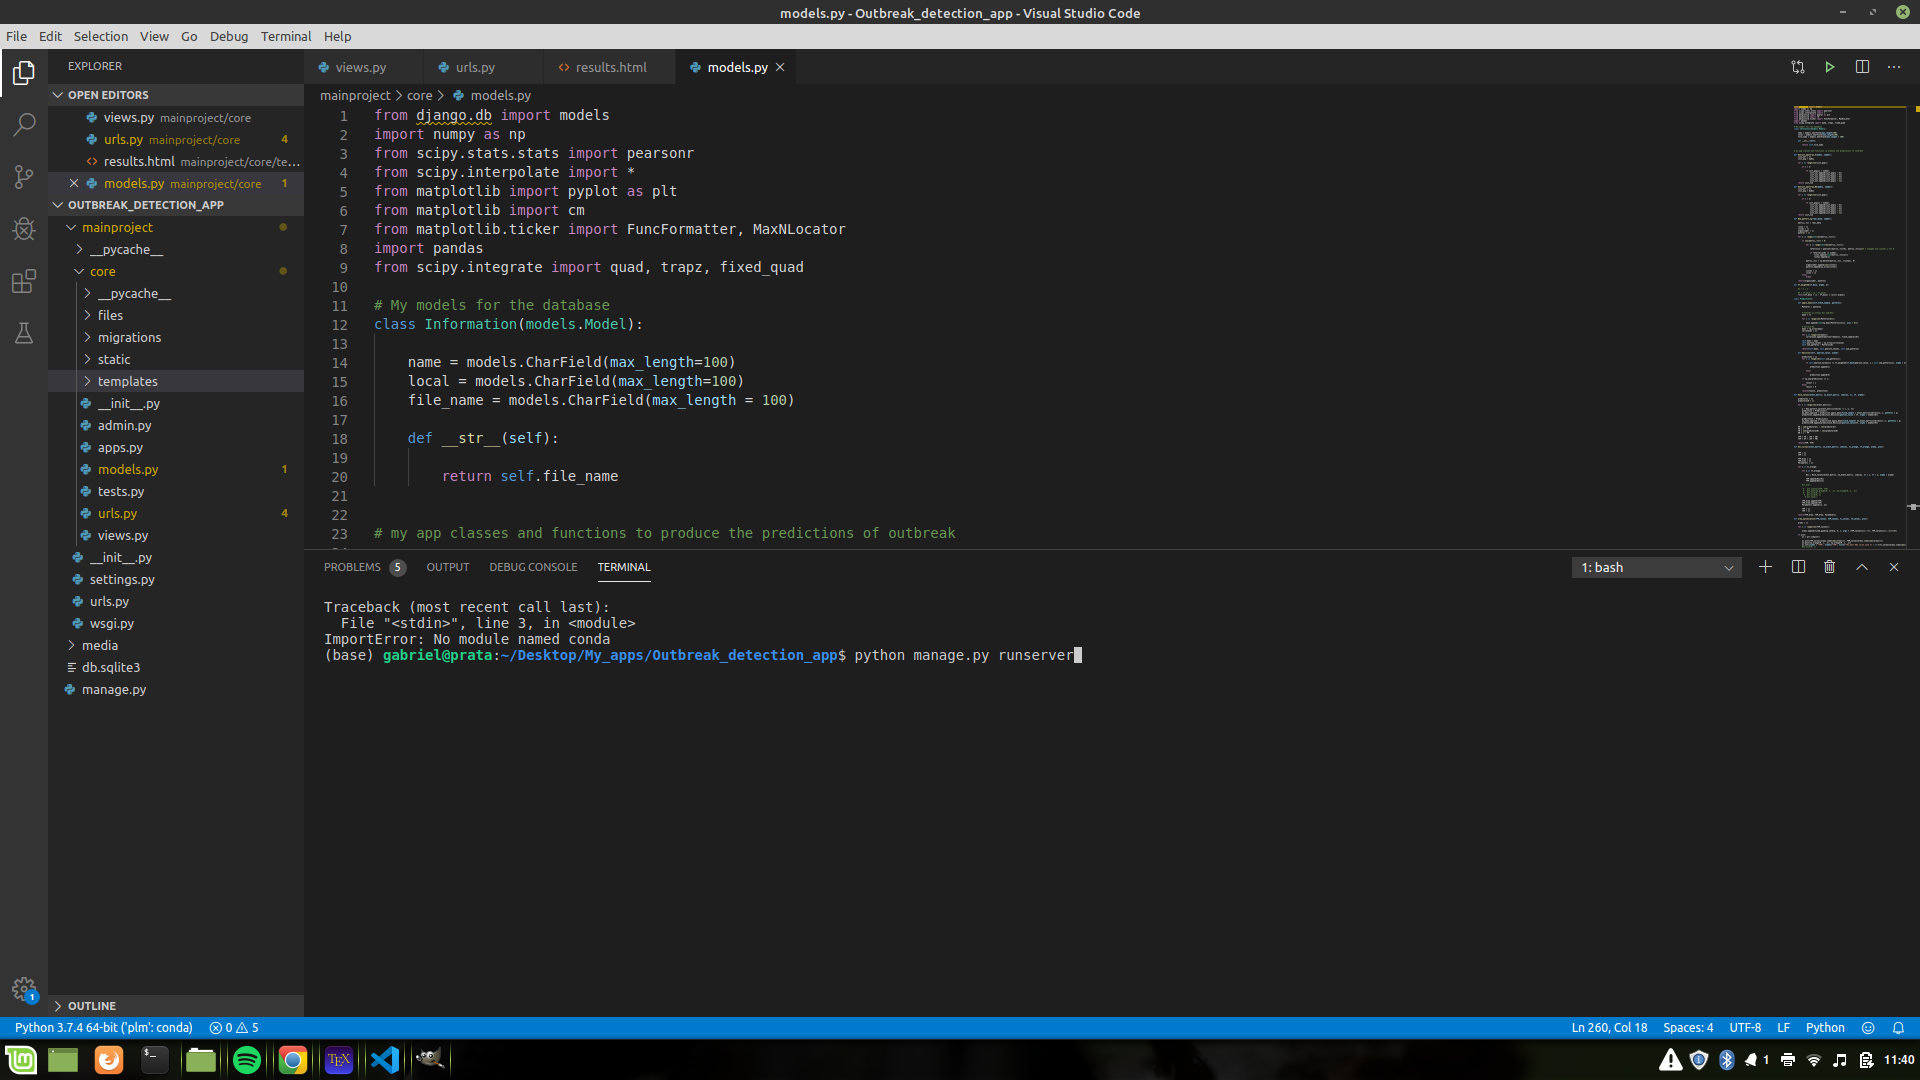 models.py - Outbreak_detection_app - Visual Studio Code
File Edit Selection View Go Debug Terminal Help
EXPLORER
OPEN EDITORS
views.py mainproject/core
urls.py mainproject/core 4
results.html mainproject/core/te...
models.py mainproject/core 1
OUTBREAK_DETECTION_APP
mainproject
__pycache__
core
__pycache__
files
migrations
static
templates
__init__.py
admin.py
apps.py
models.py 1
tests.py
urls.py 4
views.py
__init__.py
settings.py
urls.py
wsgi.py
media
db.sqlite3
manage.py
OUTLINE
views.py urls.py results.html models.py
mainproject > core > models.py
1 from django.db import models
2 import numpy as np
3 from scipy.stats.stats import pearsonr
4 from scipy.interpolate import *
5 from matplotlib import pyplot as plt
6 from matplotlib import cm
7 from matplotlib.ticker import FuncFormatter, MaxNLocator
8 import pandas
9 from scipy.integrate import quad, trapz, fixed_quad
10
11 # My models for the database
12 class Information(models.Model):
13
14 name = models.CharField(max_length=100)
15 local = models.CharField(max_length=100)
16 file_name = models.CharField(max_length = 100)
17
18 def __str__(self):
19
20 return self.file_name
21
22
23 # my app classes and functions to produce the predictions of outbreak
PROBLEMS 5 OUTPUT DEBUG CONSOLE TERMINAL 1: bash
Traceback (most recent call last):
File "<stdin>", line 3, in <module>
ImportError: No module named conda
(base) gabriel@prata:~/Desktop/My_apps/Outbreak_detection_app$ python manage.py runserver
1
Python 3.7.4 64-bit ('plm': conda) 0 5 Ln 260, Col 18 Spaces: 4 UTF-8 LF Python
TEX 1 11:40